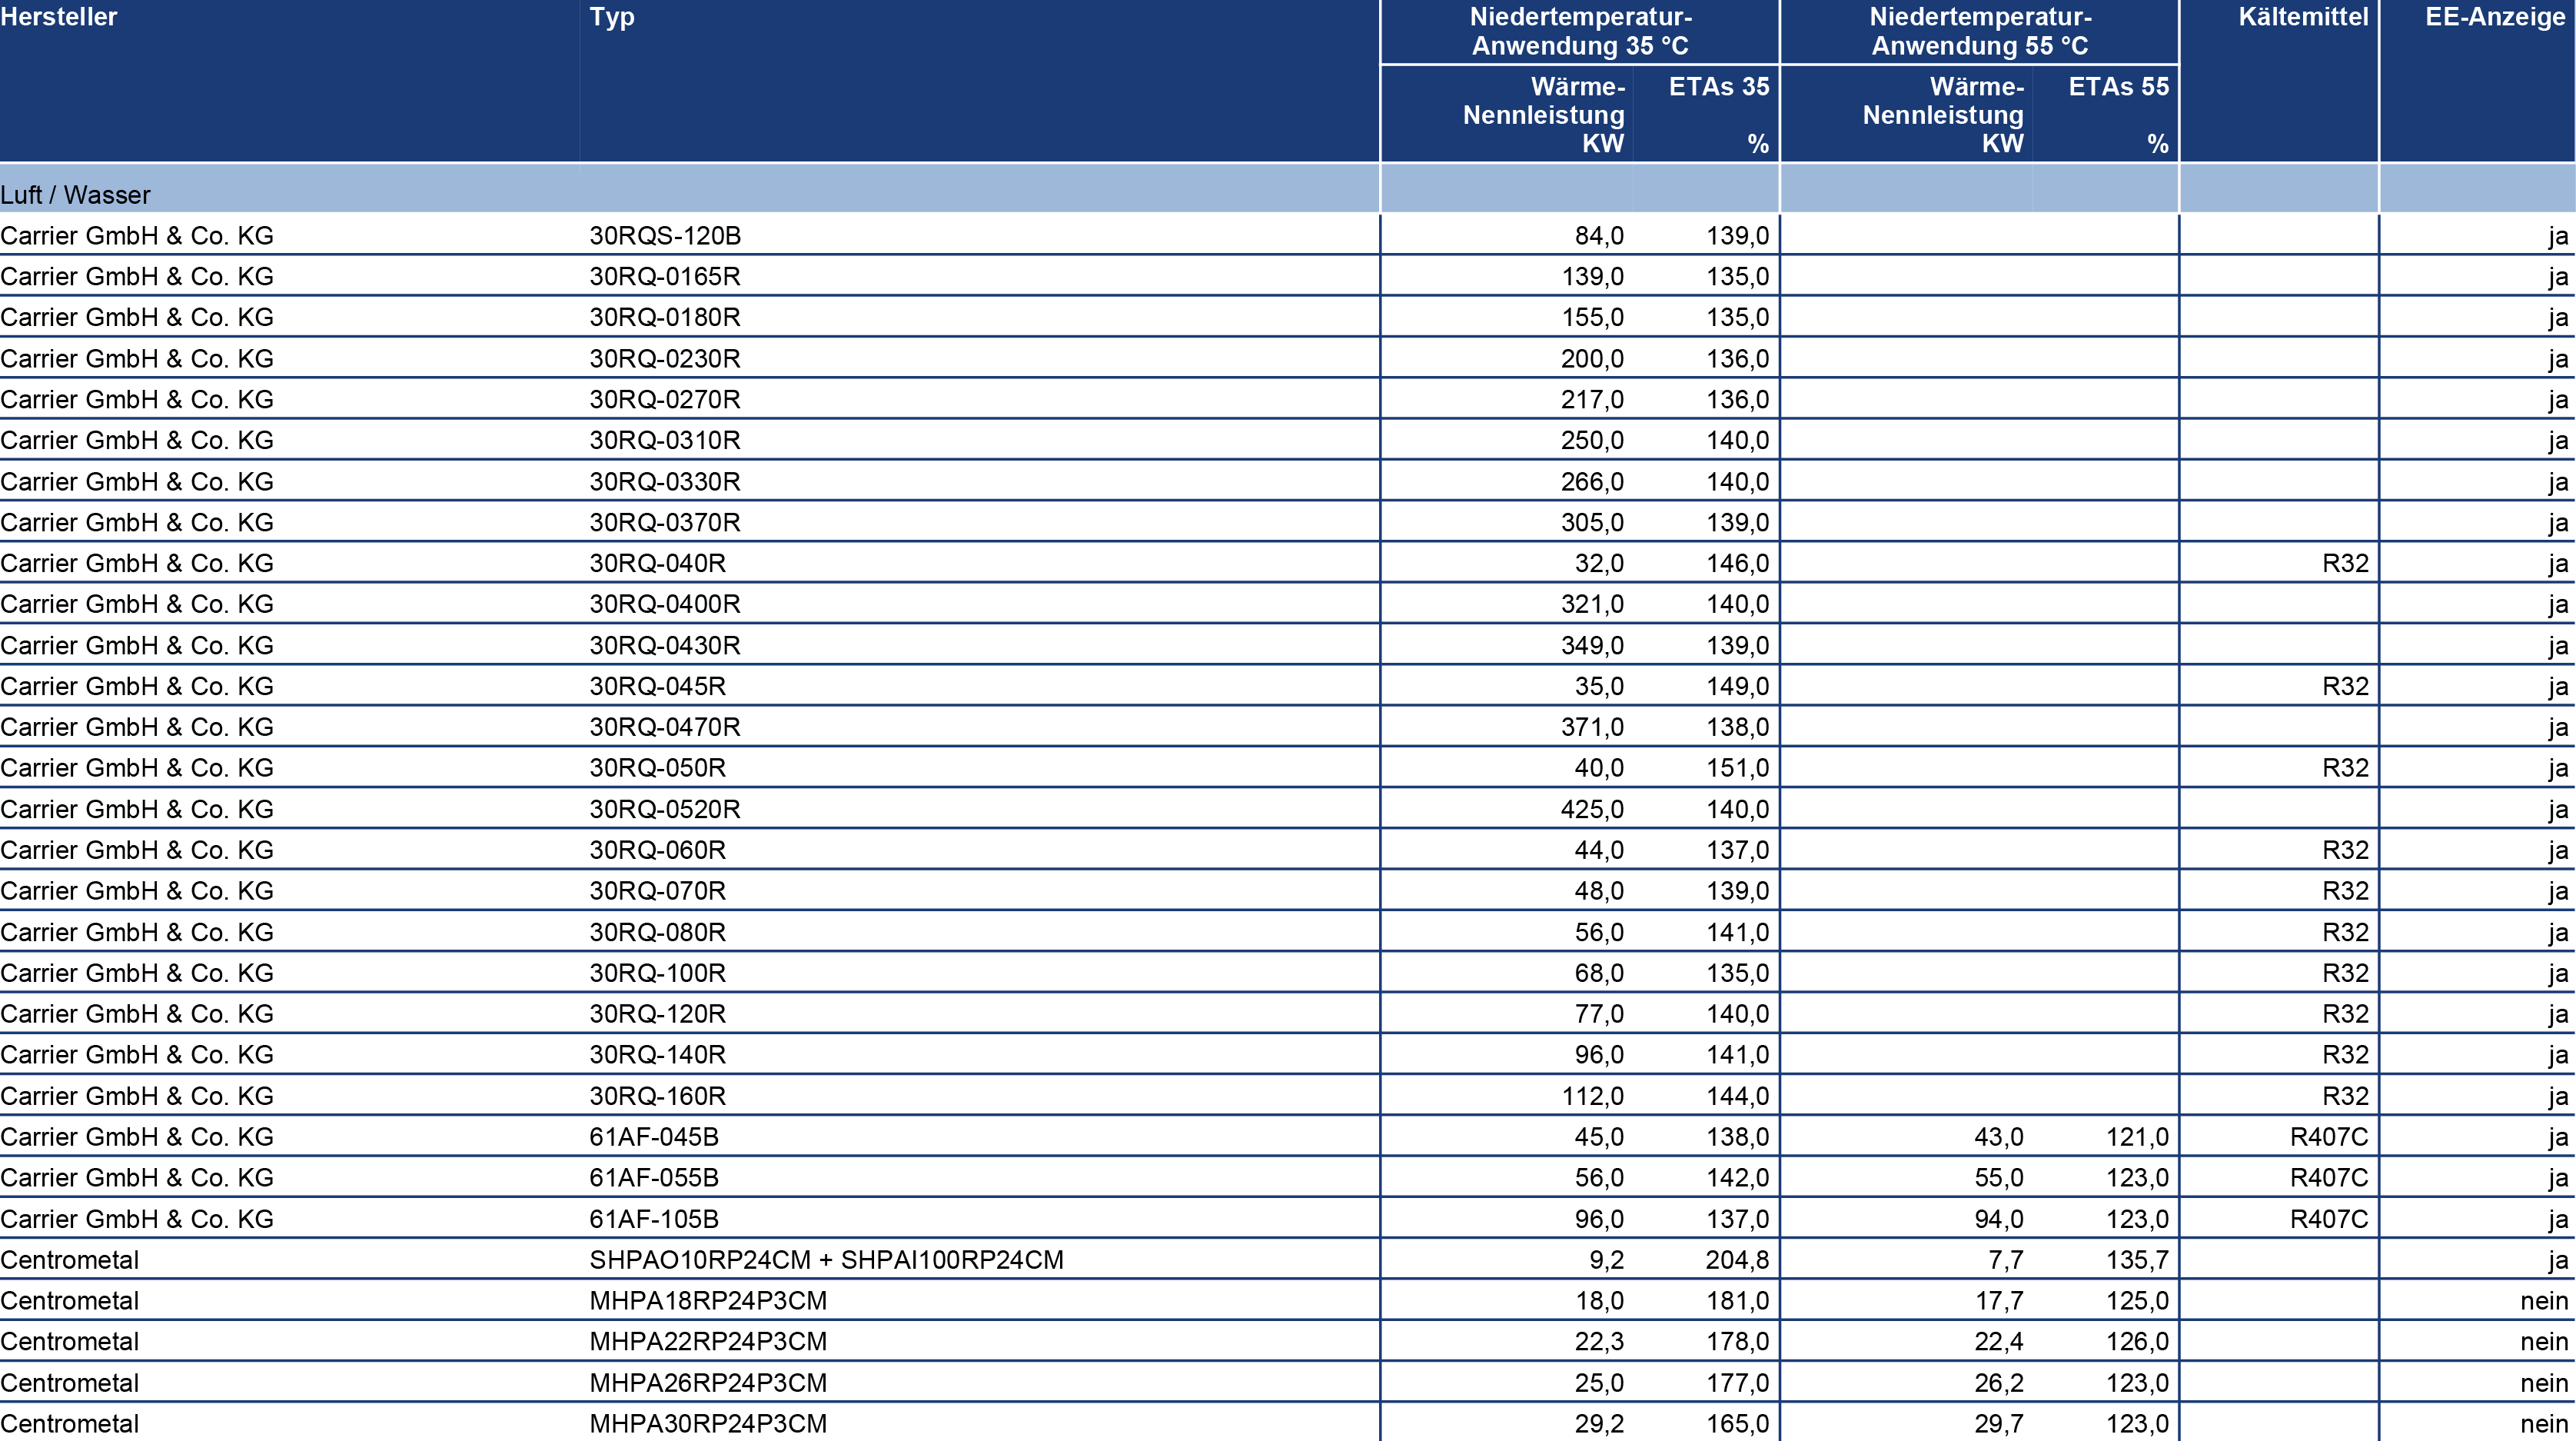 Hersteller Typ Niedertemperatur- Niedertemperatur- Kältemittel EE-Anzeige
Anwendung 35 °C Anwendung 55 °C
Wärme- ETAs 35 Wärme- ETAs 55
Nennleistung Nennleistung
KW % KW %
Luft / Wasser
Carrier GmbH & Co. KG 30RQS-120B 84,0 139,0 ja
Carrier GmbH & Co. KG 30RQ-0165R 139,0 135,0 ja
Carrier GmbH & Co. KG 30RQ-0180R 155,0 135,0 ja
Carrier GmbH & Co. KG 30RQ-0230R 200,0 136,0 ja
Carrier GmbH & Co. KG 30RQ-0270R 217,0 136,0 ja
Carrier GmbH & Co. KG 30RQ-0310R 250,0 140,0 ja
Carrier GmbH & Co. KG 30RQ-0330R 266,0 140,0 ja
Carrier GmbH & Co. KG 30RQ-0370R 305,0 139,0 ja
Carrier GmbH & Co. KG 30RQ-040R 32,0 146,0 R32 ja
Carrier GmbH & Co. KG 30RQ-0400R 321,0 140,0 ja
Carrier GmbH & Co. KG 30RQ-0430R 349,0 139,0 ja
Carrier GmbH & Co. KG 30RQ-045R 35,0 149,0 R32 ja
Carrier GmbH & Co. KG 30RQ-0470R 371,0 138,0 ja
Carrier GmbH & Co. KG 30RQ-050R 40,0 151,0 R32 ja
Carrier GmbH & Co. KG 30RQ-0520R 425,0 140,0 ja
Carrier GmbH & Co. KG 30RQ-060R 44,0 137,0 R32 ja
Carrier GmbH & Co. KG 30RQ-070R 48,0 139,0 R32 ja
Carrier GmbH & Co. KG 30RQ-080R 56,0 141,0 R32 ja
Carrier GmbH & Co. KG 30RQ-100R 68,0 135,0 R32 ja
Carrier GmbH & Co. KG 30RQ-120R 77,0 140,0 R32 ja
Carrier GmbH & Co. KG 30RQ-140R 96,0 141,0 R32 ja
Carrier GmbH & Co. KG 30RQ-160R 112,0 144,0 R32 ja
Carrier GmbH & Co. KG 61AF-045B 45,0 138,0 43,0 121,0 R407C ja
Carrier GmbH & Co. KG 61AF-055B 56,0 142,0 55,0 123,0 R407C ja
Carrier GmbH & Co. KG 61AF-105B 96,0 137,0 94,0 123,0 R407C ja
Centrometal SHPAO10RP24CM + SHPAI100RP24CM 9,2 204,8 7,7 135,7 ja
Centrometal MHPA18RP24P3CM 18,0 181,0 17,7 125,0 nein
Centrometal MHPA22RP24P3CM 22,3 178,0 22,4 126,0 nein
Centrometal MHPA26RP24P3CM 25,0 177,0 26,2 123,0 nein
Centrometal MHPA30RP24P3CM 29,2 165,0 29,7 123,0 nein